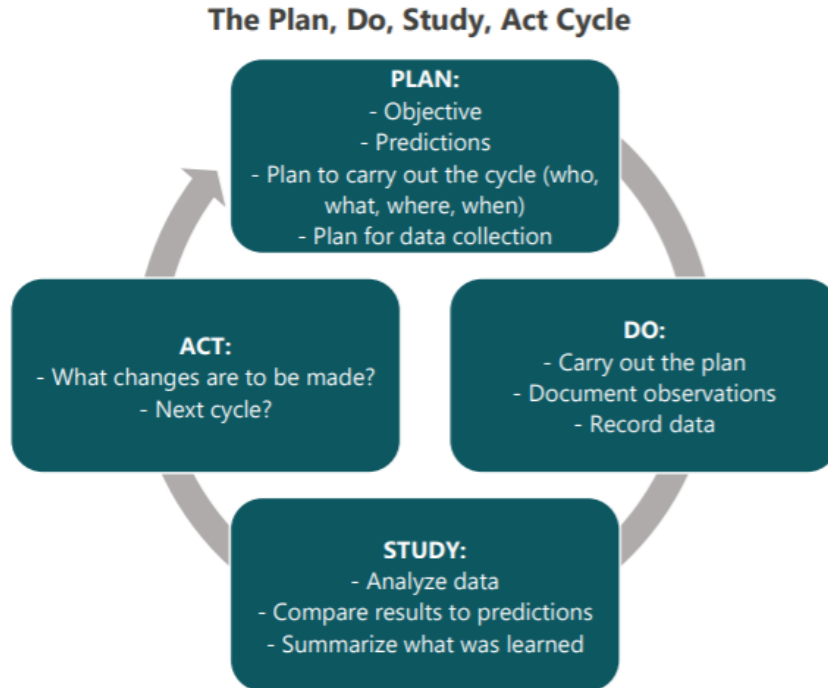 The Plan, Do, Study, Act Cycle
PLAN:
- Objective
- Predictions
- Plan to carry out the cycle (who,
what, where, when)
- Plan for data collection
DO:
- Carry out the plan
- Document observations
- Record data
STUDY:
- Analyze data
- Compare results to predictions
- Summarize what was learned
ACT:
- What changes are to be made?
- Next cycle?